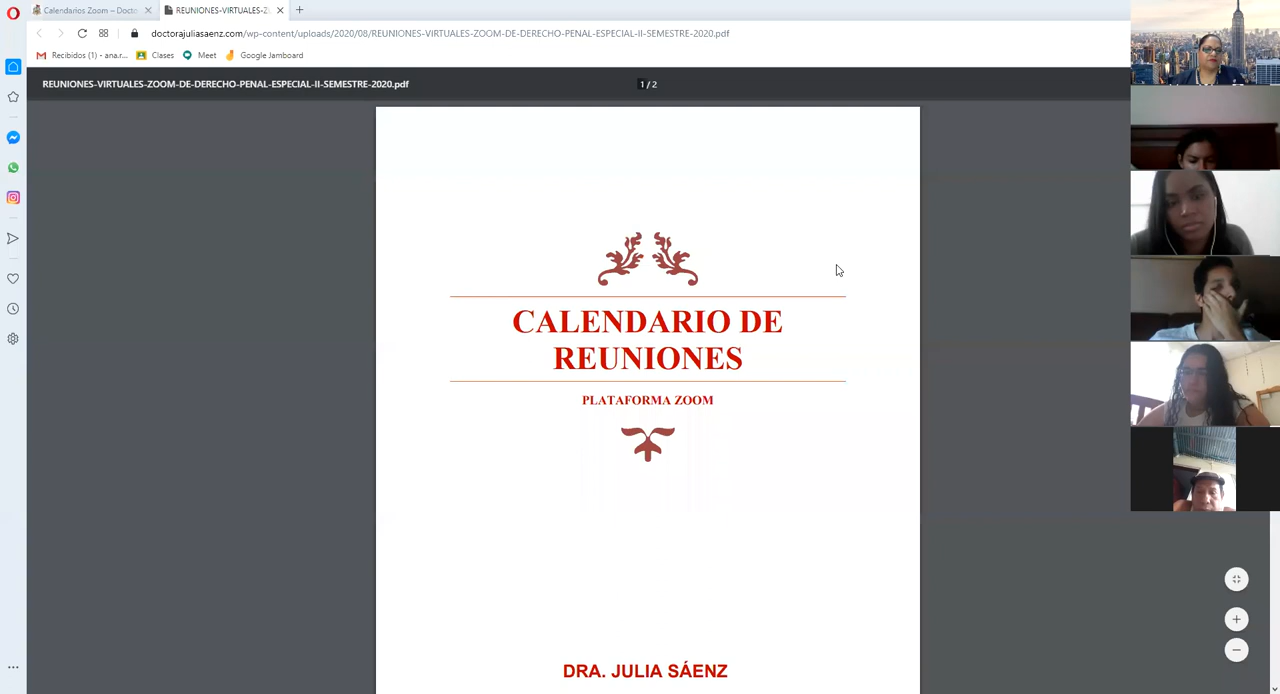 Calendarios Zoom – Docto
REUNIONES-VIRTUALES-Z
doctorajuliasaenz.com/wp-content/uploads/2020/08/REUNIONES-VIRTUALES-ZOOM-DE-DERECHO-PENAL-ESPECIAL-II-SEMESTRE-2020.pdf
Recibidos (1) - ana.r...
Clases
Meet
Google Jamboard
REUNIONES-VIRTUALES-ZOOM-DE-DERECHO-PENAL-ESPECIAL-II-SEMESTRE-2020.pdf
1 / 2
CALENDARIO DE
REUNIONES
PLATAFORMA ZOOM
DRA. JULIA SÁENZ